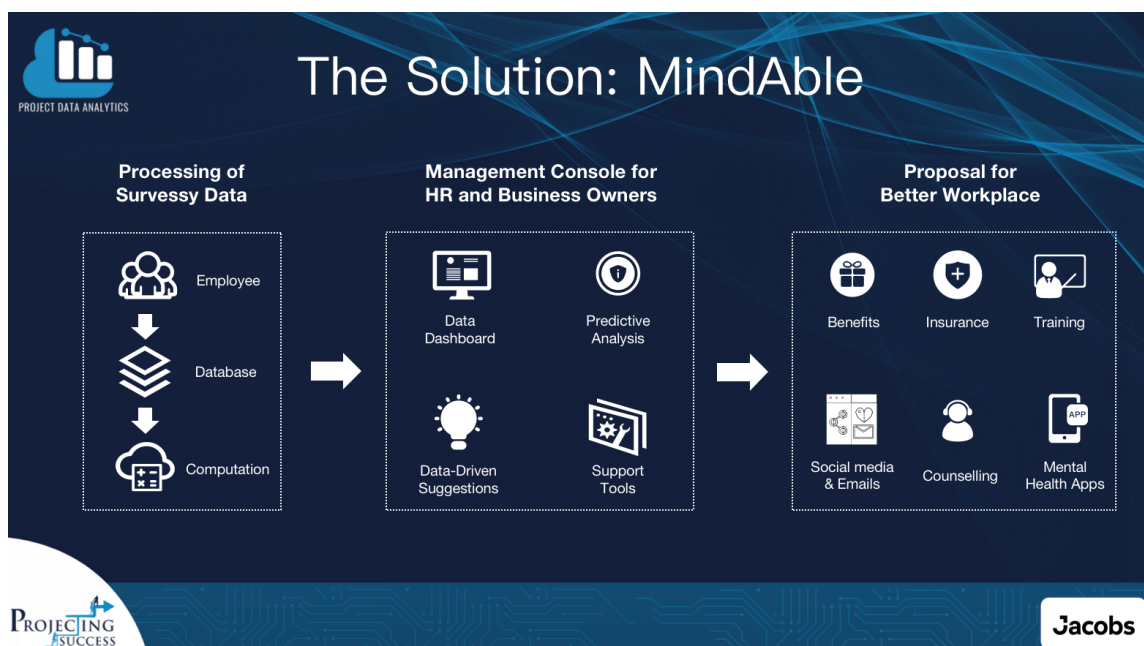 PROJECT DATA ANALYTICS
The Solution: MindAble
Processing of
Survessy Data
Employee
Database
Computation
Management Console for
HR and Business Owners
Data
Dashboard
Predictive
Analysis
Data-Driven
Suggestions
Support
Tools
Proposal for
Better Workplace
Benefits
Insurance
Training
Social media
& Emails
Counselling
APP
Mental
Health Apps
PROJECTING
SUCCESS
Jacobs